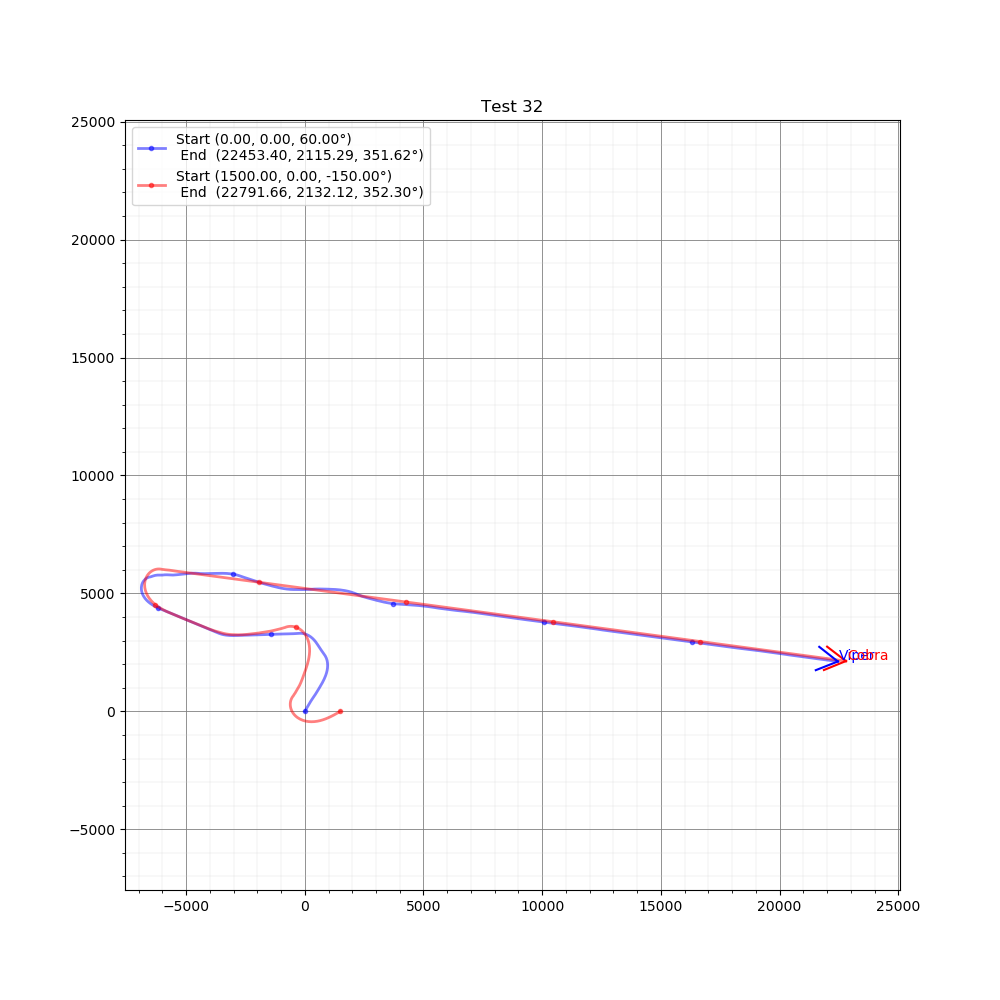 Test 32
Start (0.00, 0.00, 60.00°)
End (22453.40, 2115.29, 351.62°)
Start (1500.00, 0.00, -150.00°)
End (22791.66, 2132.12, 352.30°)
25000
20000
15000
10000
5000
0
−5000
Viper
Cobra
−5000 0 5000 10000 15000 20000 25000